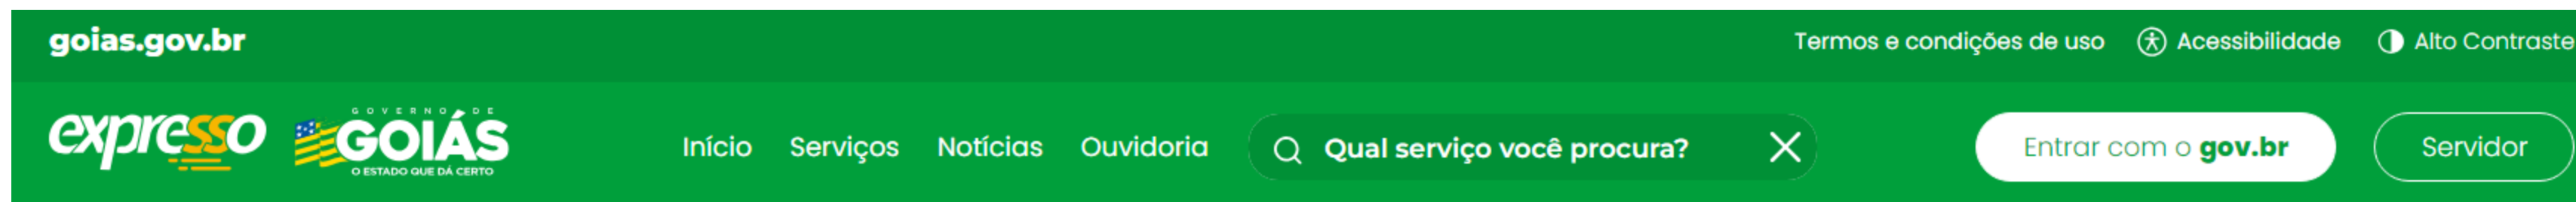 goias.gov.br
Termos e condições de uso
Acessibilidade
Alto Contraste
expresso
GOVERNO DE
GOIÁS
O ESTADO QUE DÁ CERTO
Início
Serviços
Notícias
Ouvidoria
Qual serviço você procura?
Entrar com o gov.br
Servidor